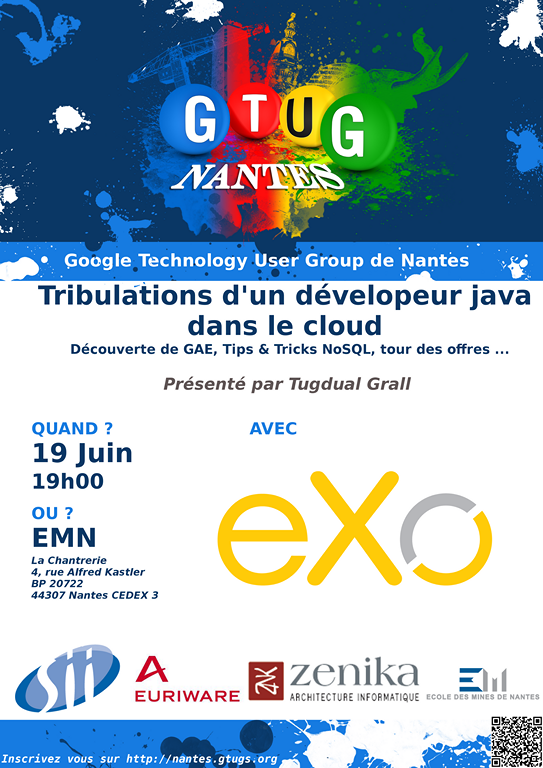 GTUG
NANTES
Google Technology User Group de Nantes
Tribulations d'un dévelopeur java
dans le cloud
Découverte de GAE, Tips & Tricks NoSQL, tour des offres ...
Présenté par Tugdual Grall
QUAND ?
19 Juin
19h00
OU ?
EMN
La Chantrerie
4, rue Alfred Kastler
BP 20722
44307 Nantes CEDEX 3
AVEC
eXo
sii
A
EURIWARE
zenika
ARCHITECTURE INFORMATIQUE
EM
ECOLE DES MINES DE NANTES
Inscrivez vous sur http://nantes.gtugs.org